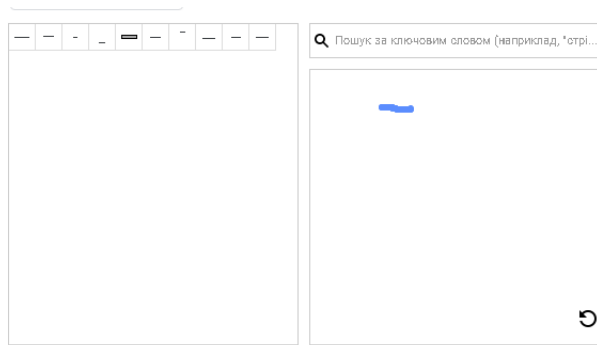 — — - _ ▬ — ¯ — — —
Пошук за ключовим словом (наприклад, "стрі...